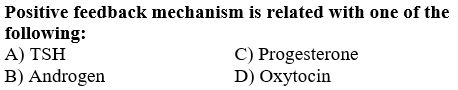 Positive feedback mechanism is related with one of the
following:
A) TSH C) Progesterone
B) Androgen D) Oxytocin